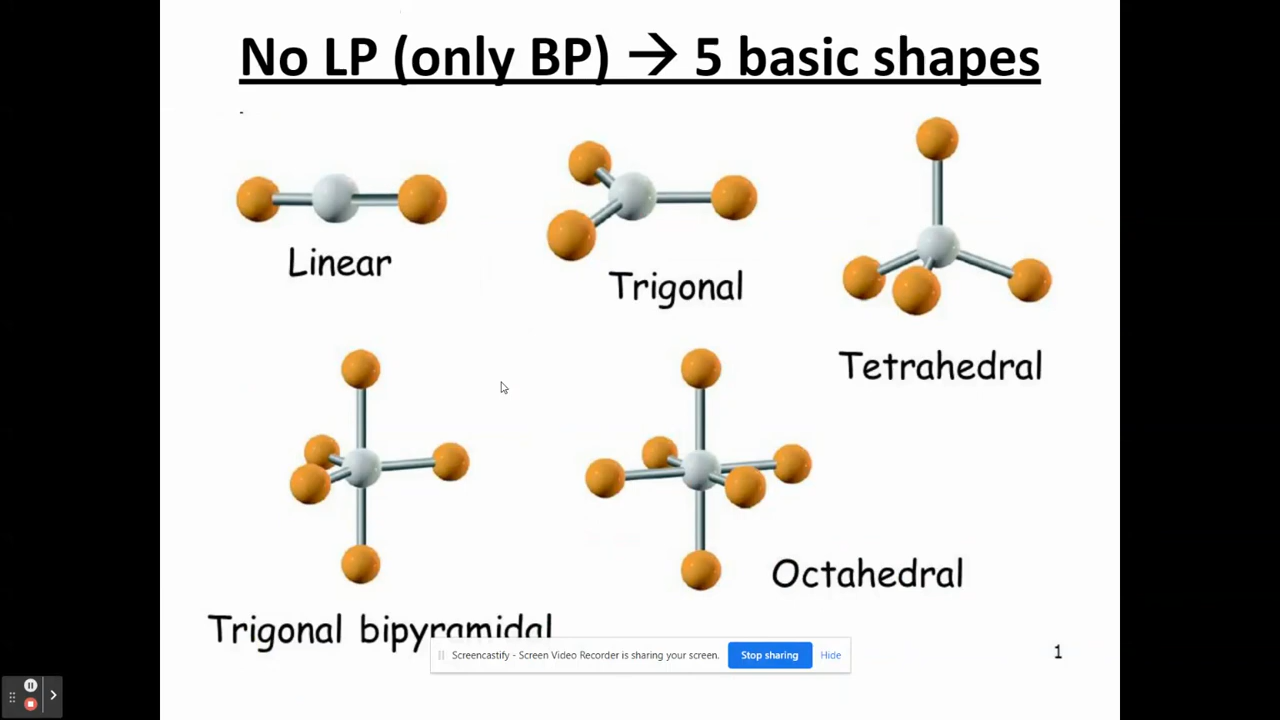 No LP (only BP) → 5 basic shapes
Linear
Trigonal
Tetrahedral
Octahedral
Trigonal bipyramidal
Screencastify - Screen Video Recorder is sharing your screen. Stop sharing Hide
1